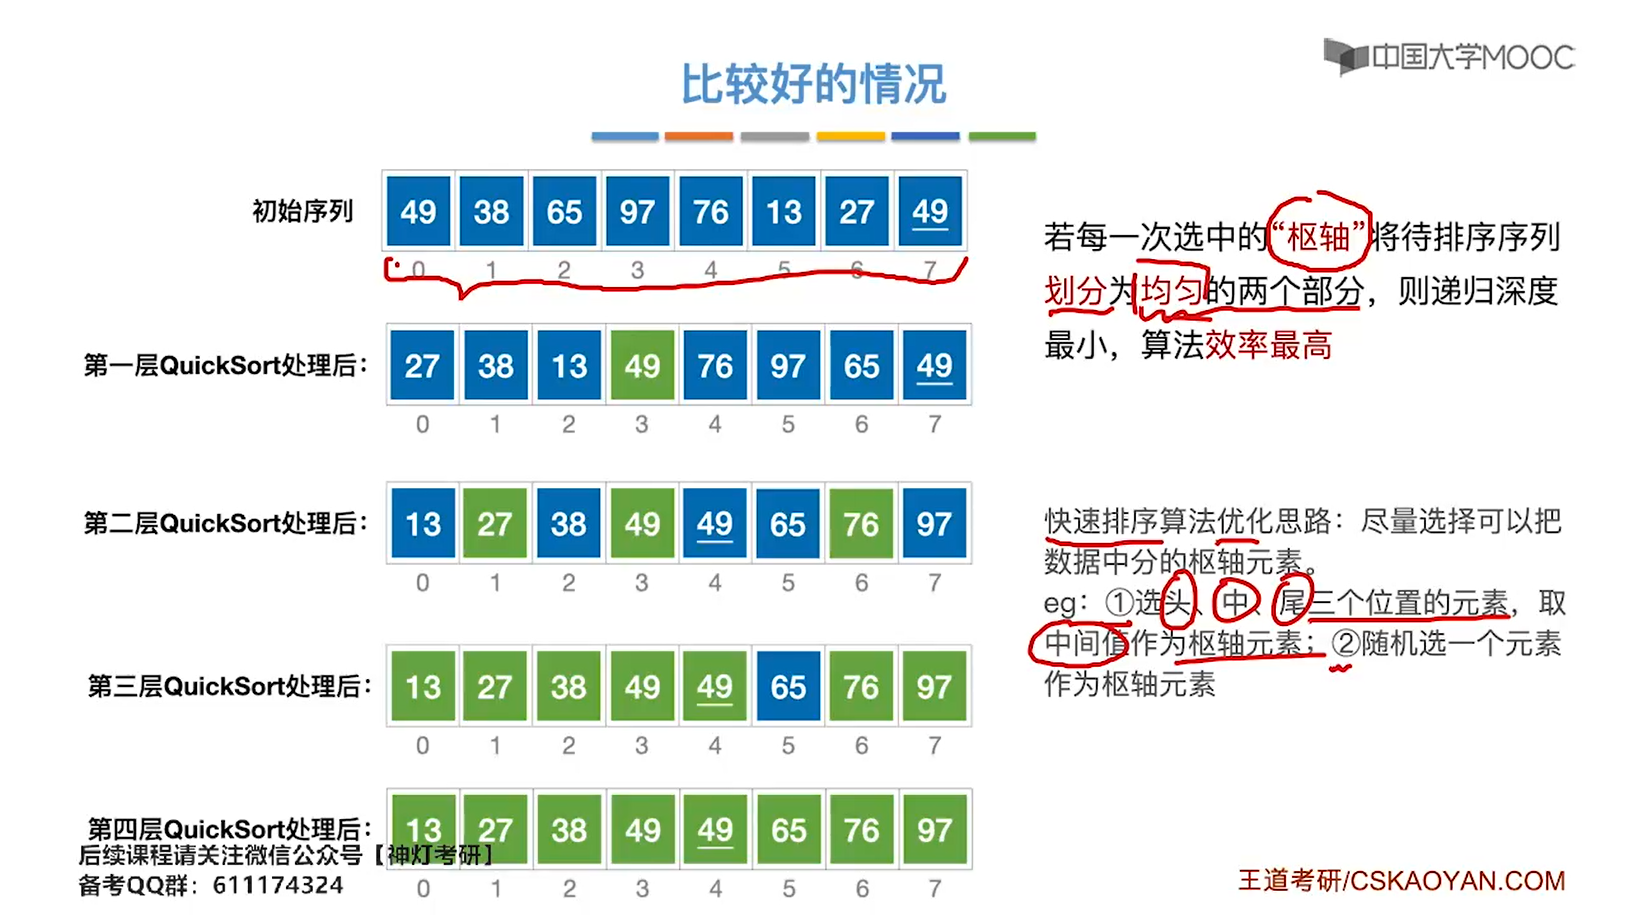 中国大学MOOC
比较好的情况
初始序列
49 38 65 97 76 13 27 49
0 1 2 3 4 5 6 7
第一层QuickSort处理后：
27 38 13 49 76 97 65 49
0 1 2 3 4 5 6 7
第二层QuickSort处理后：
13 27 38 49 49 65 76 97
0 1 2 3 4 5 6 7
第三层QuickSort处理后：
13 27 38 49 49 65 76 97
0 1 2 3 4 5 6 7
第四层QuickSort处理后：
13 27 38 49 49 65 76 97
0 1 2 3 4 5 6 7
若每一次选中的“枢轴”将待排序序列
划分为均匀的两个部分，则递归深度
最小，算法效率最高
快速排序算法优化思路：尽量选择可以把
数据中分的枢轴元素。
eg：①选头、中、尾三个位置的元素，取
中间值作为枢轴元素；②随机选一个元素
作为枢轴元素
后续课程请关注微信公众号【神灯考研】
备考QQ群：611174324
王道考研/CSKAOYAN.COM